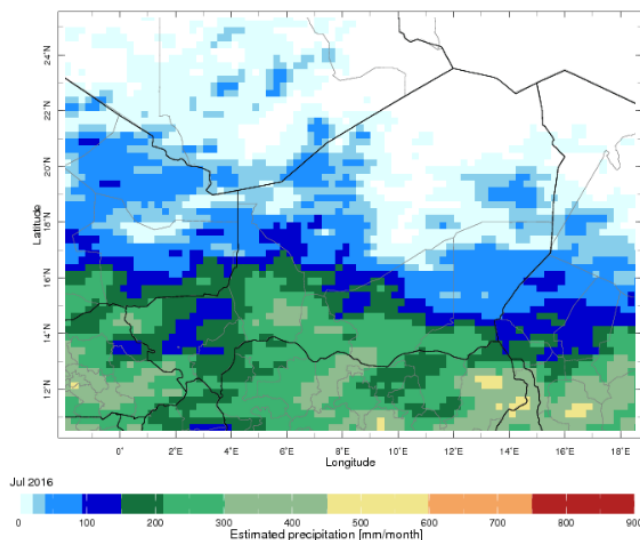 24°N
22°N
20°N
18°N
16°N
14°N
12°N
Latitude
0° 2°E 4°E 6°E 8°E 10°E 12°E 14°E 16°E 18°E
Longitude
Jul 2016
0 100 200 300 400 500 600 700 800 900
Estimated precipitation [mm/month]